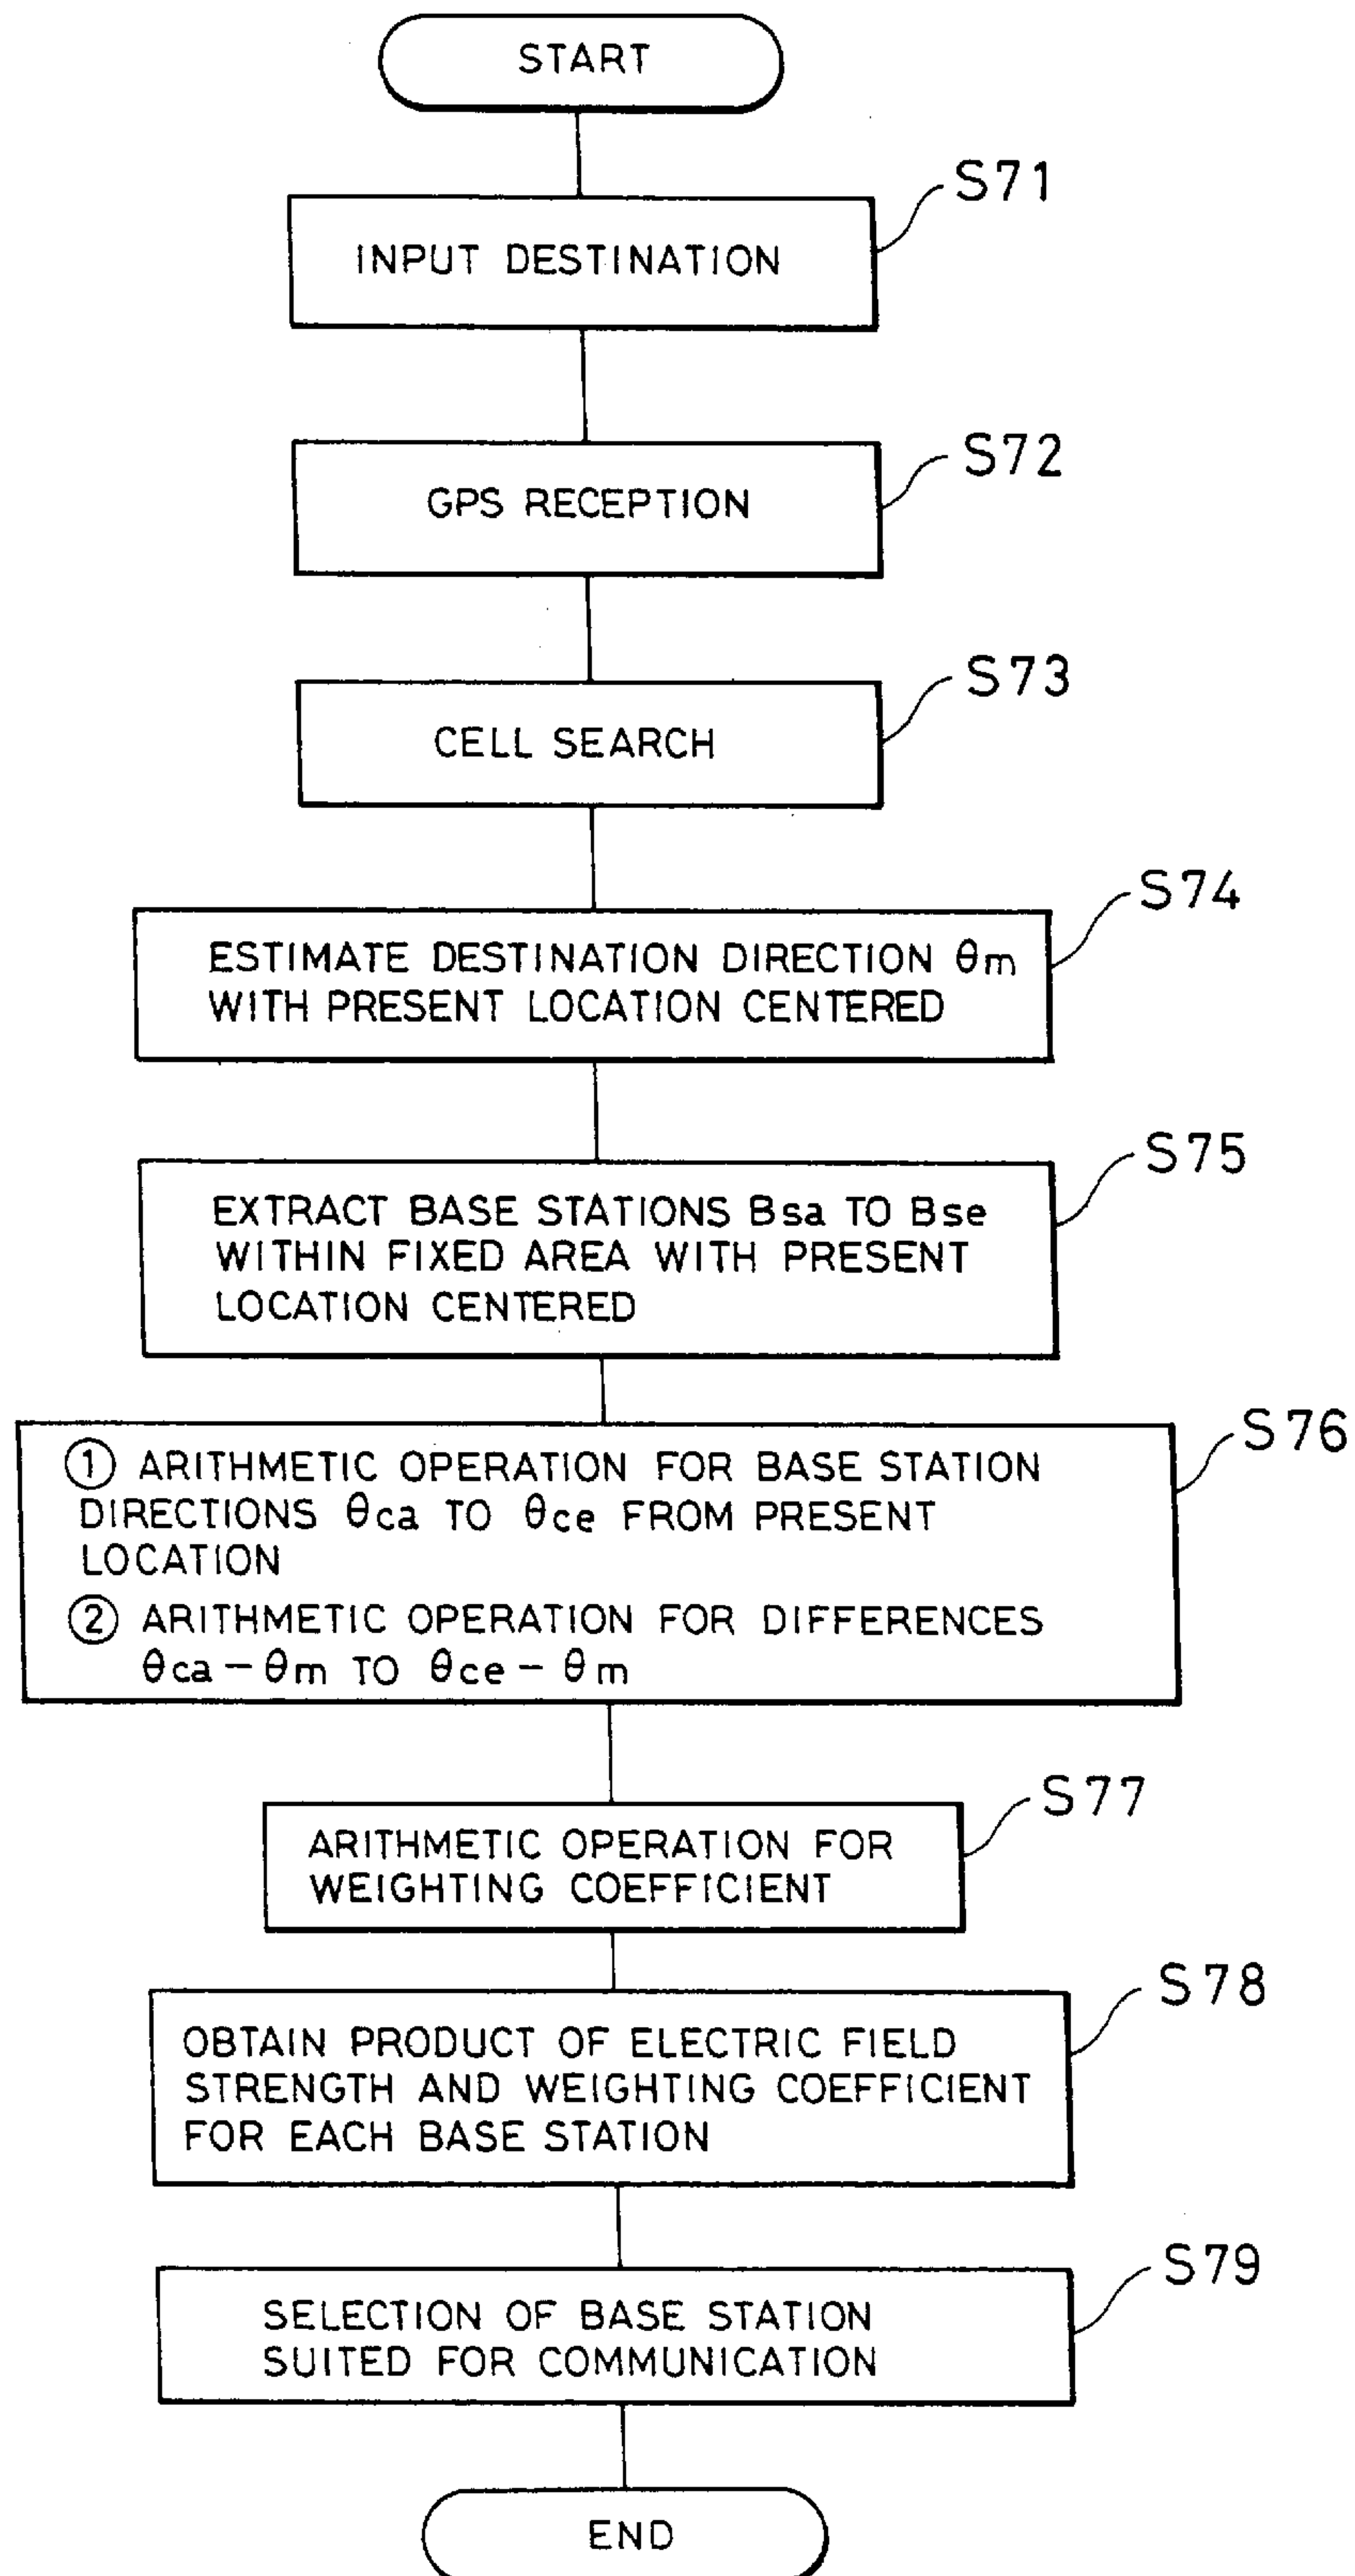 START
S71
INPUT DESTINATION
S72
GPS RECEPTION
S73
CELL SEARCH
S74
ESTIMATE DESTINATION DIRECTION θm
WITH PRESENT LOCATION CENTERED
S75
EXTRACT BASE STATIONS Bsa TO Bse
WITHIN FIXED AREA WITH PRESENT
LOCATION CENTERED
S76
① ARITHMETIC OPERATION FOR BASE STATION
DIRECTIONS θca TO θce FROM PRESENT
LOCATION
② ARITHMETIC OPERATION FOR DIFFERENCES
θca - θm TO θce - θm
S77
ARITHMETIC OPERATION FOR
WEIGHTING COEFFICIENT
S78
OBTAIN PRODUCT OF ELECTRIC FIELD
STRENGTH AND WEIGHTING COEFFICIENT
FOR EACH BASE STATION
S79
SELECTION OF BASE STATION
SUITED FOR COMMUNICATION
END